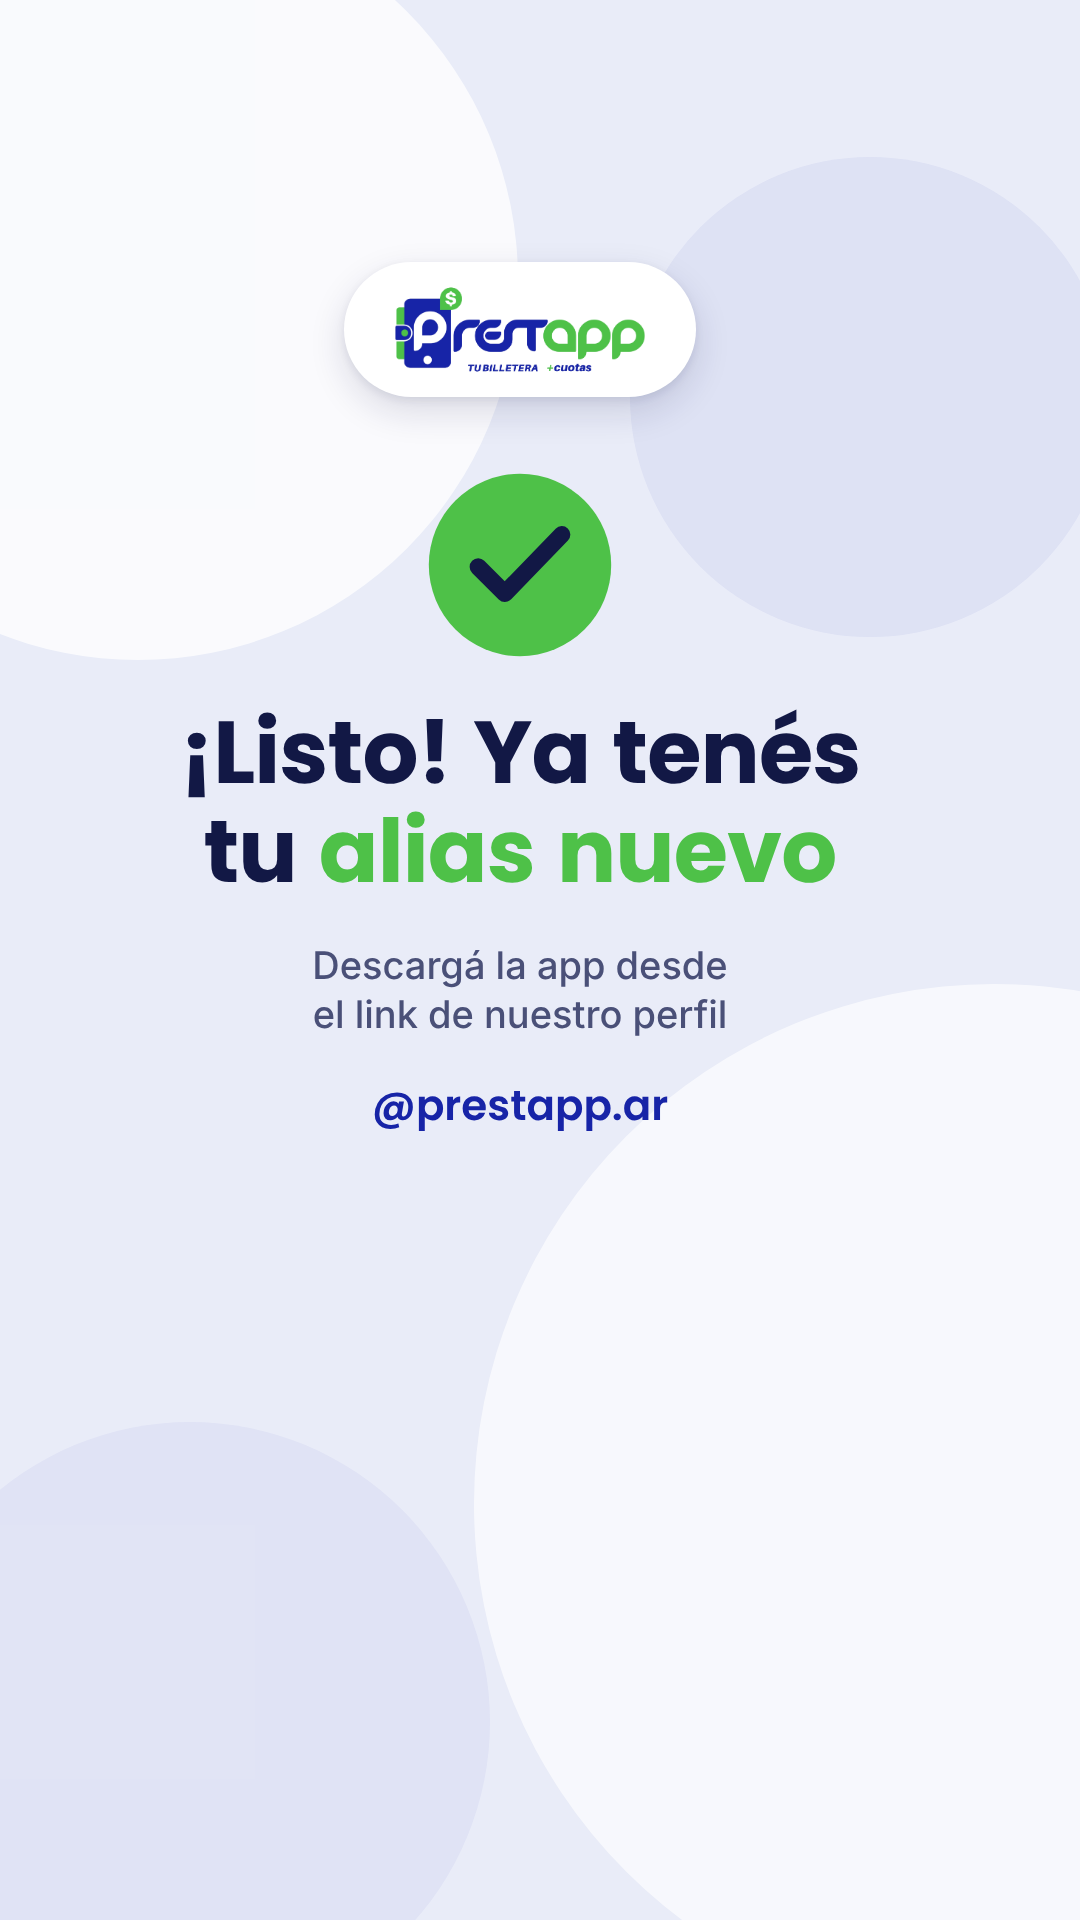 $
Prestapp
TU BILLETERA +cuotas
¡Listo! Ya tenés
tu alias nuevo
Descargá la app desde
el link de nuestro perfil
@prestapp.ar